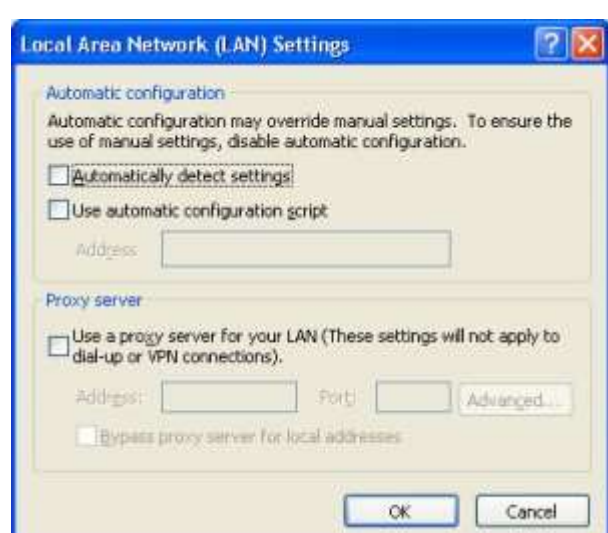 Local Area Network (LAN) Settings
Automatic configuration
Automatic configuration may override manual settings. To ensure the
use of manual settings, disable automatic configuration.
Automatically detect settings
Use automatic configuration script
Address
Proxy server
Use a proxy server for your LAN (These settings will not apply to
dial-up or VPN connections).
Address: Port: Advanced...
Bypass proxy server for local addresses
OK Cancel